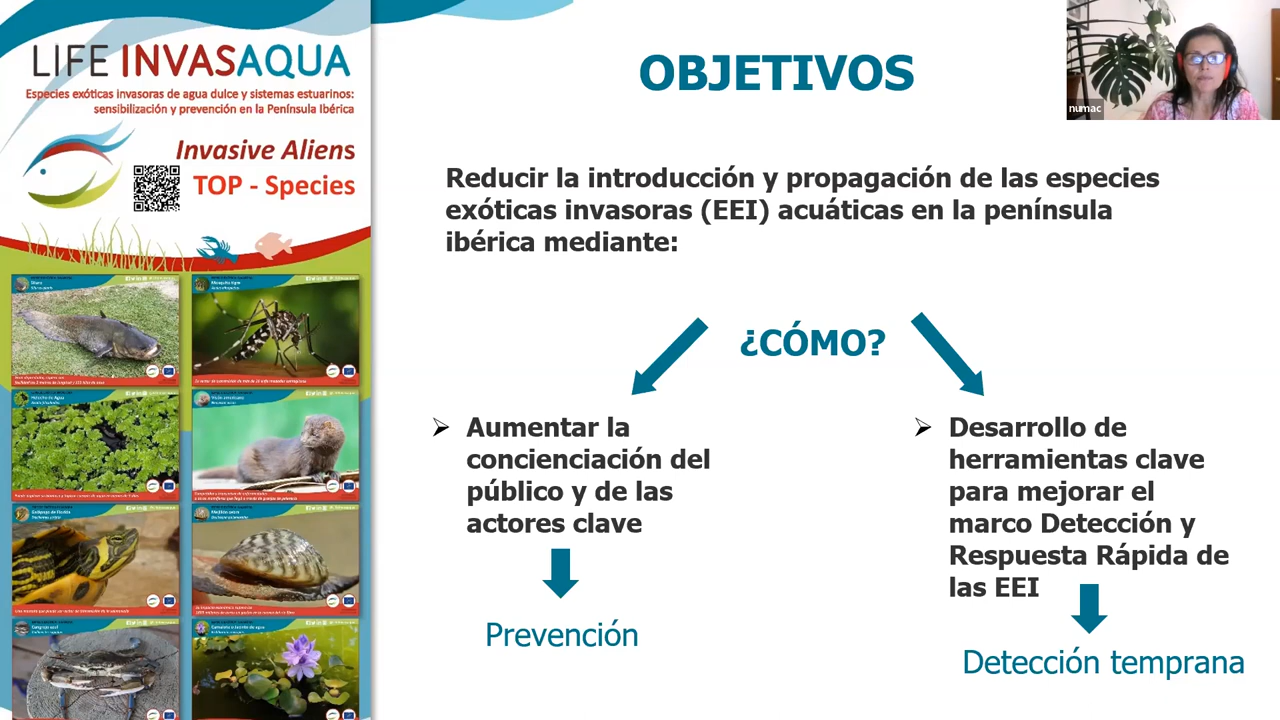 LIFE INVASAQUA
Especies exóticas invasoras de agua dulce y sistemas estuarinos:
sensibilización y prevención en la Península Ibérica
Invasive Aliens
TOP - Species
OBJETIVOS
numac
Reducir la introducción y propagación de las especies
exóticas invasoras (EEI) acuáticas en la península
ibérica mediante:
¿CÓMO?
Aumentar la
concienciación del
público y de las
actores clave
Prevención
Desarrollo de
herramientas clave
para mejorar el
marco Detección y
Respuesta Rápida de
las EEI
Detección temprana